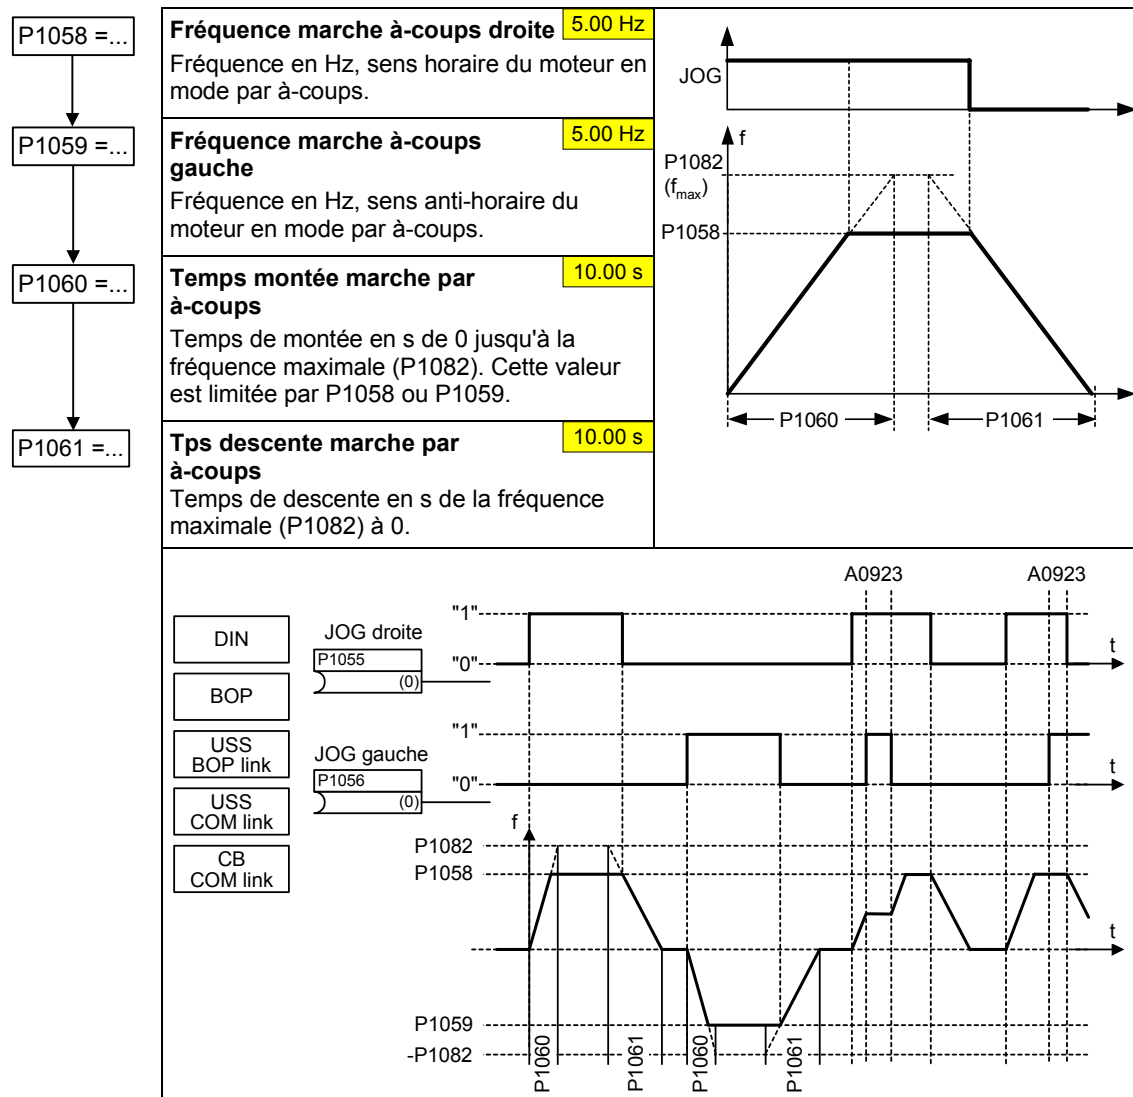 P1058 =...
Fréquence marche à-coups droite
5.00 Hz
Fréquence en Hz, sens horaire du moteur en
mode par à-coups.
P1059 =...
Fréquence marche à-coups
gauche
5.00 Hz
Fréquence en Hz, sens anti-horaire du
moteur en mode par à-coups.
P1060 =...
Temps montée marche par
à-coups
10.00 s
Temps de montée en s de 0 jusqu'à la
fréquence maximale (P1082). Cette valeur
est limitée par P1058 ou P1059.
P1061 =...
Tps descente marche par
à-coups
10.00 s
Temps de descente en s de la fréquence
maximale (P1082) à 0.
JOG
f
P1082
(fmax)
P1058
P1060
P1061
A0923
A0923
DIN
BOP
USS
BOP link
USS
COM link
CB
COM link
JOG droite
P1055
(0)
"1"
"0"
t
JOG gauche
P1056
(0)
"1"
"0"
t
f
P1082
P1058
t
P1059
-P1082
P1060
P1061
P1060
P1061